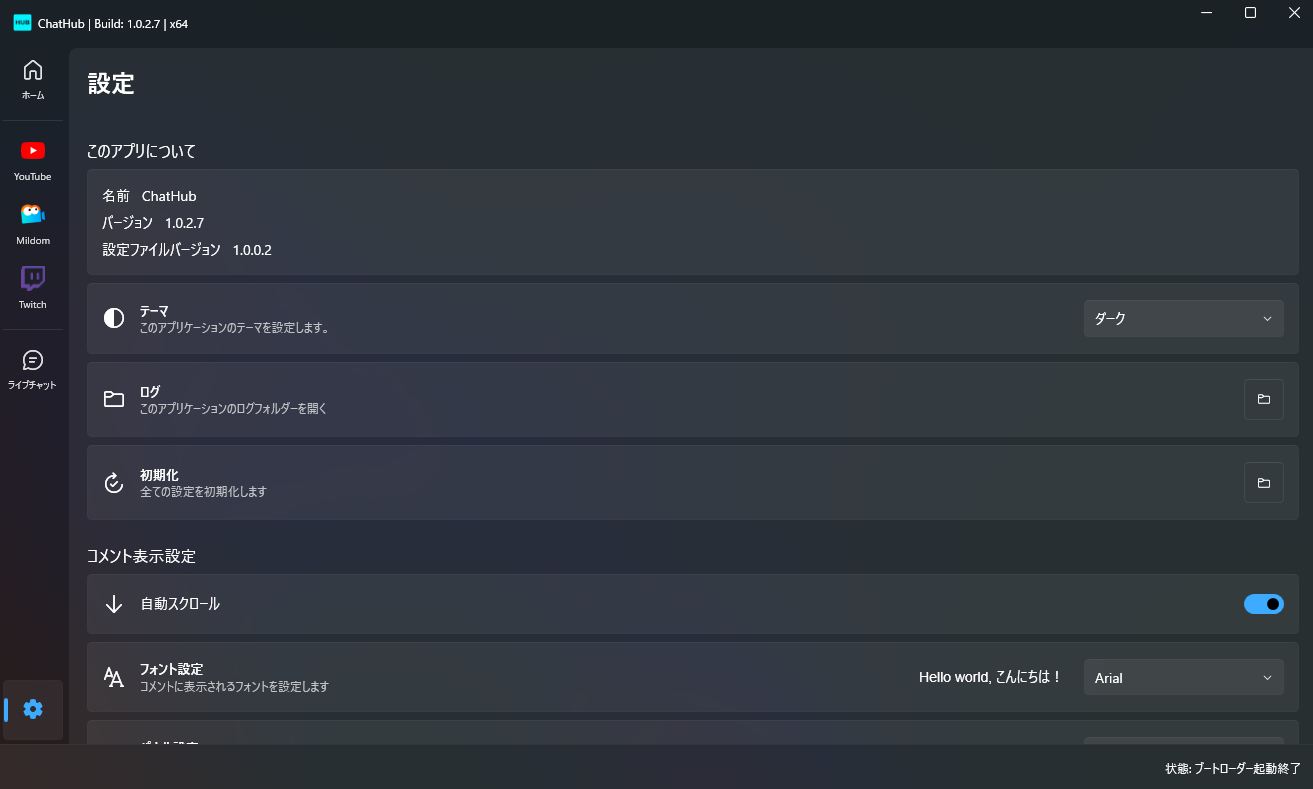 HUB
ChatHub | Build: 1.0.2.7 | x64
ホーム
YouTube
Mildom
Twitch
ライブチャット
設定
このアプリについて
名前 ChatHub
バージョン 1.0.2.7
設定ファイルバージョン 1.0.0.2
テーマ
このアプリケーションのテーマを設定します。
ダーク
ログ
このアプリケーションのログフォルダーを開く
初期化
全ての設定を初期化します
コメント表示設定
自動スクロール
フォント設定
コメントに表示されるフォントを設定します
Hello world, こんにちは！
Arial
状態: ブートローダー起動終了